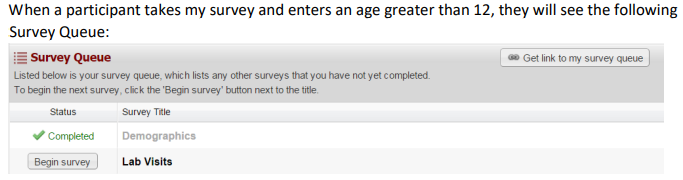 When a participant takes my survey and enters an age greater than 12, they will see the following
Survey Queue:
Survey Queue
Get link to my survey queue
Listed below is your survey queue, which lists any other surveys that you have not yet completed.
To begin the next survey, click the 'Begin survey' button next to the title.
Status Survey Title
Completed Demographics
Begin survey Lab Visits